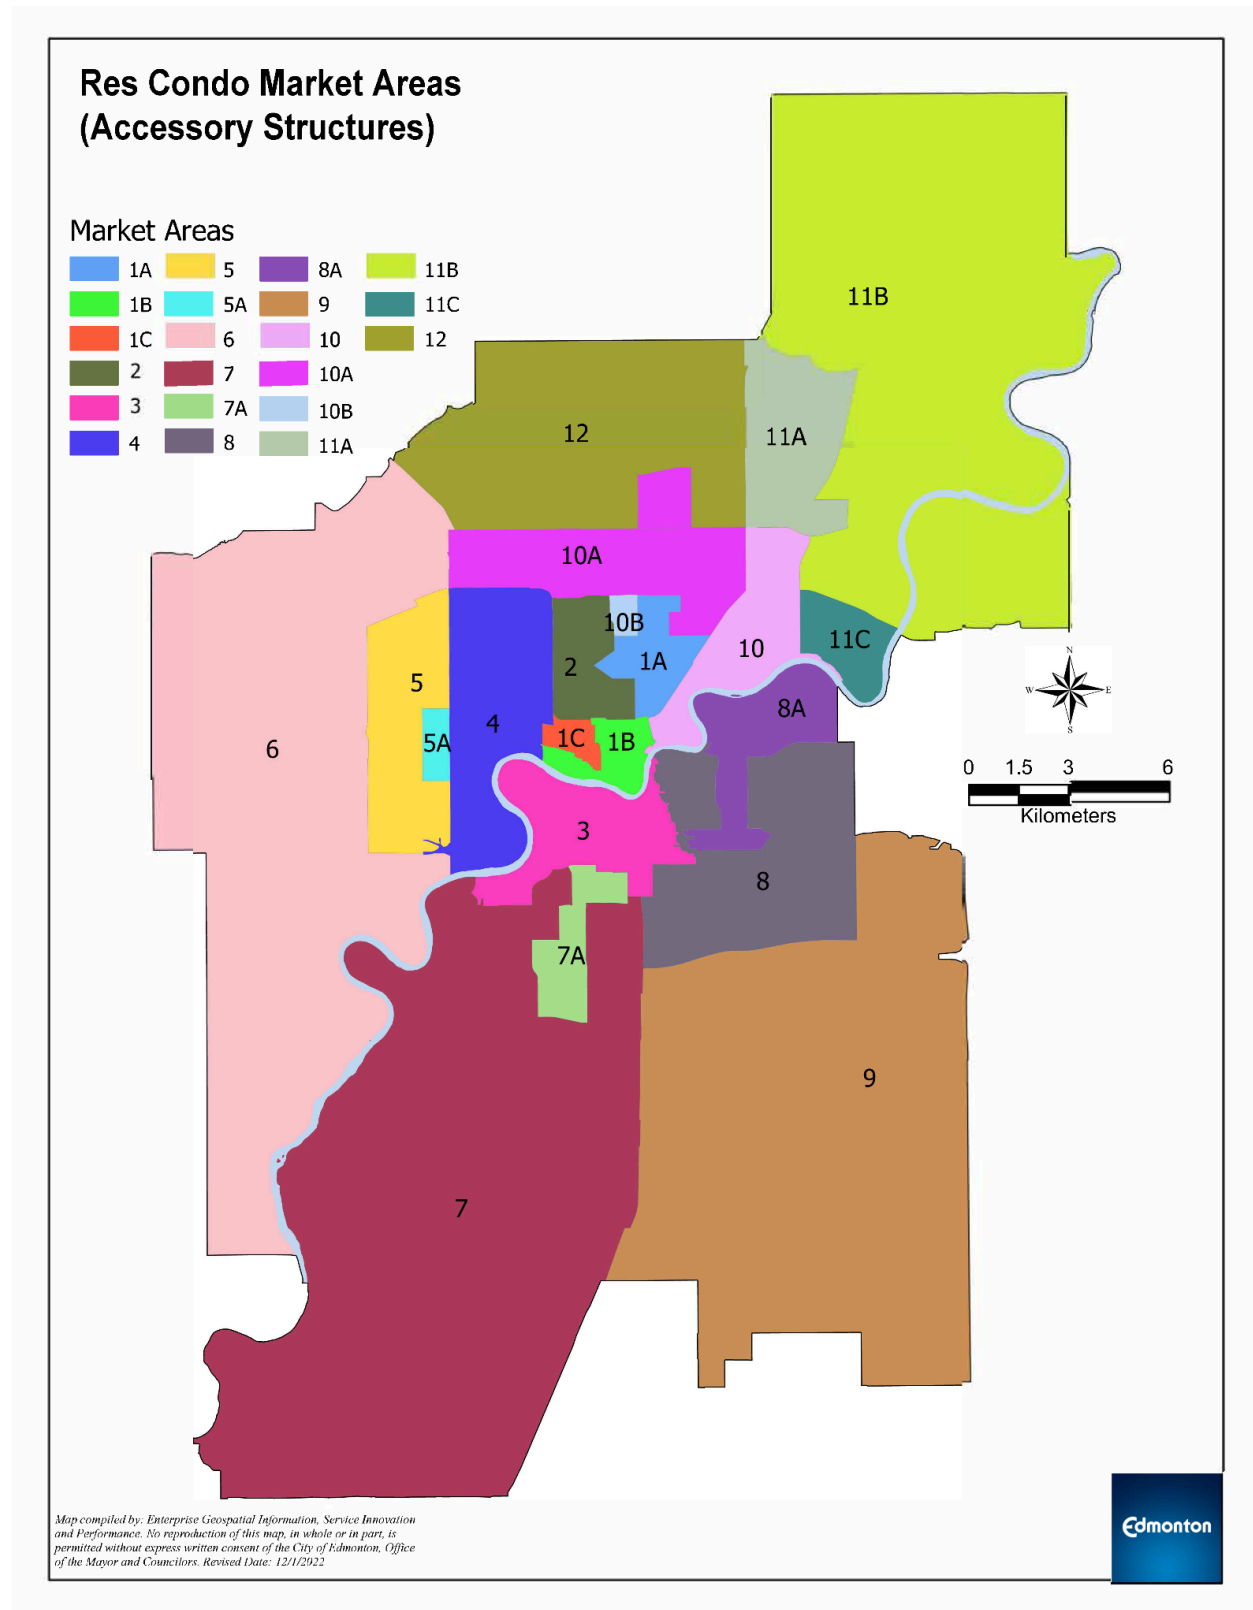 Res Condo Market Areas
(Accessory Structures)
Market Areas
1A 5 8A 11B
1B 5A 9 11C
1C 6 10 12
2 7 10A
3 7A 10B
4 8 11A
11B
12
11A
10A
10B
10
11C
2
1A
5
8A
4
5A
1C
1B
6
3
8
7A
9
7
N
W E
S
0 1.5 3 6
Kilometers
Map compiled by: Enterprise Geospatial Information, Service Innovation
and Performance. No reproduction of this map, in whole or in part, is
permitted without express written consent of the City of Edmonton, Office
of the Mayor and Councilors. Revised Date: 12/1/2022
Edmonton